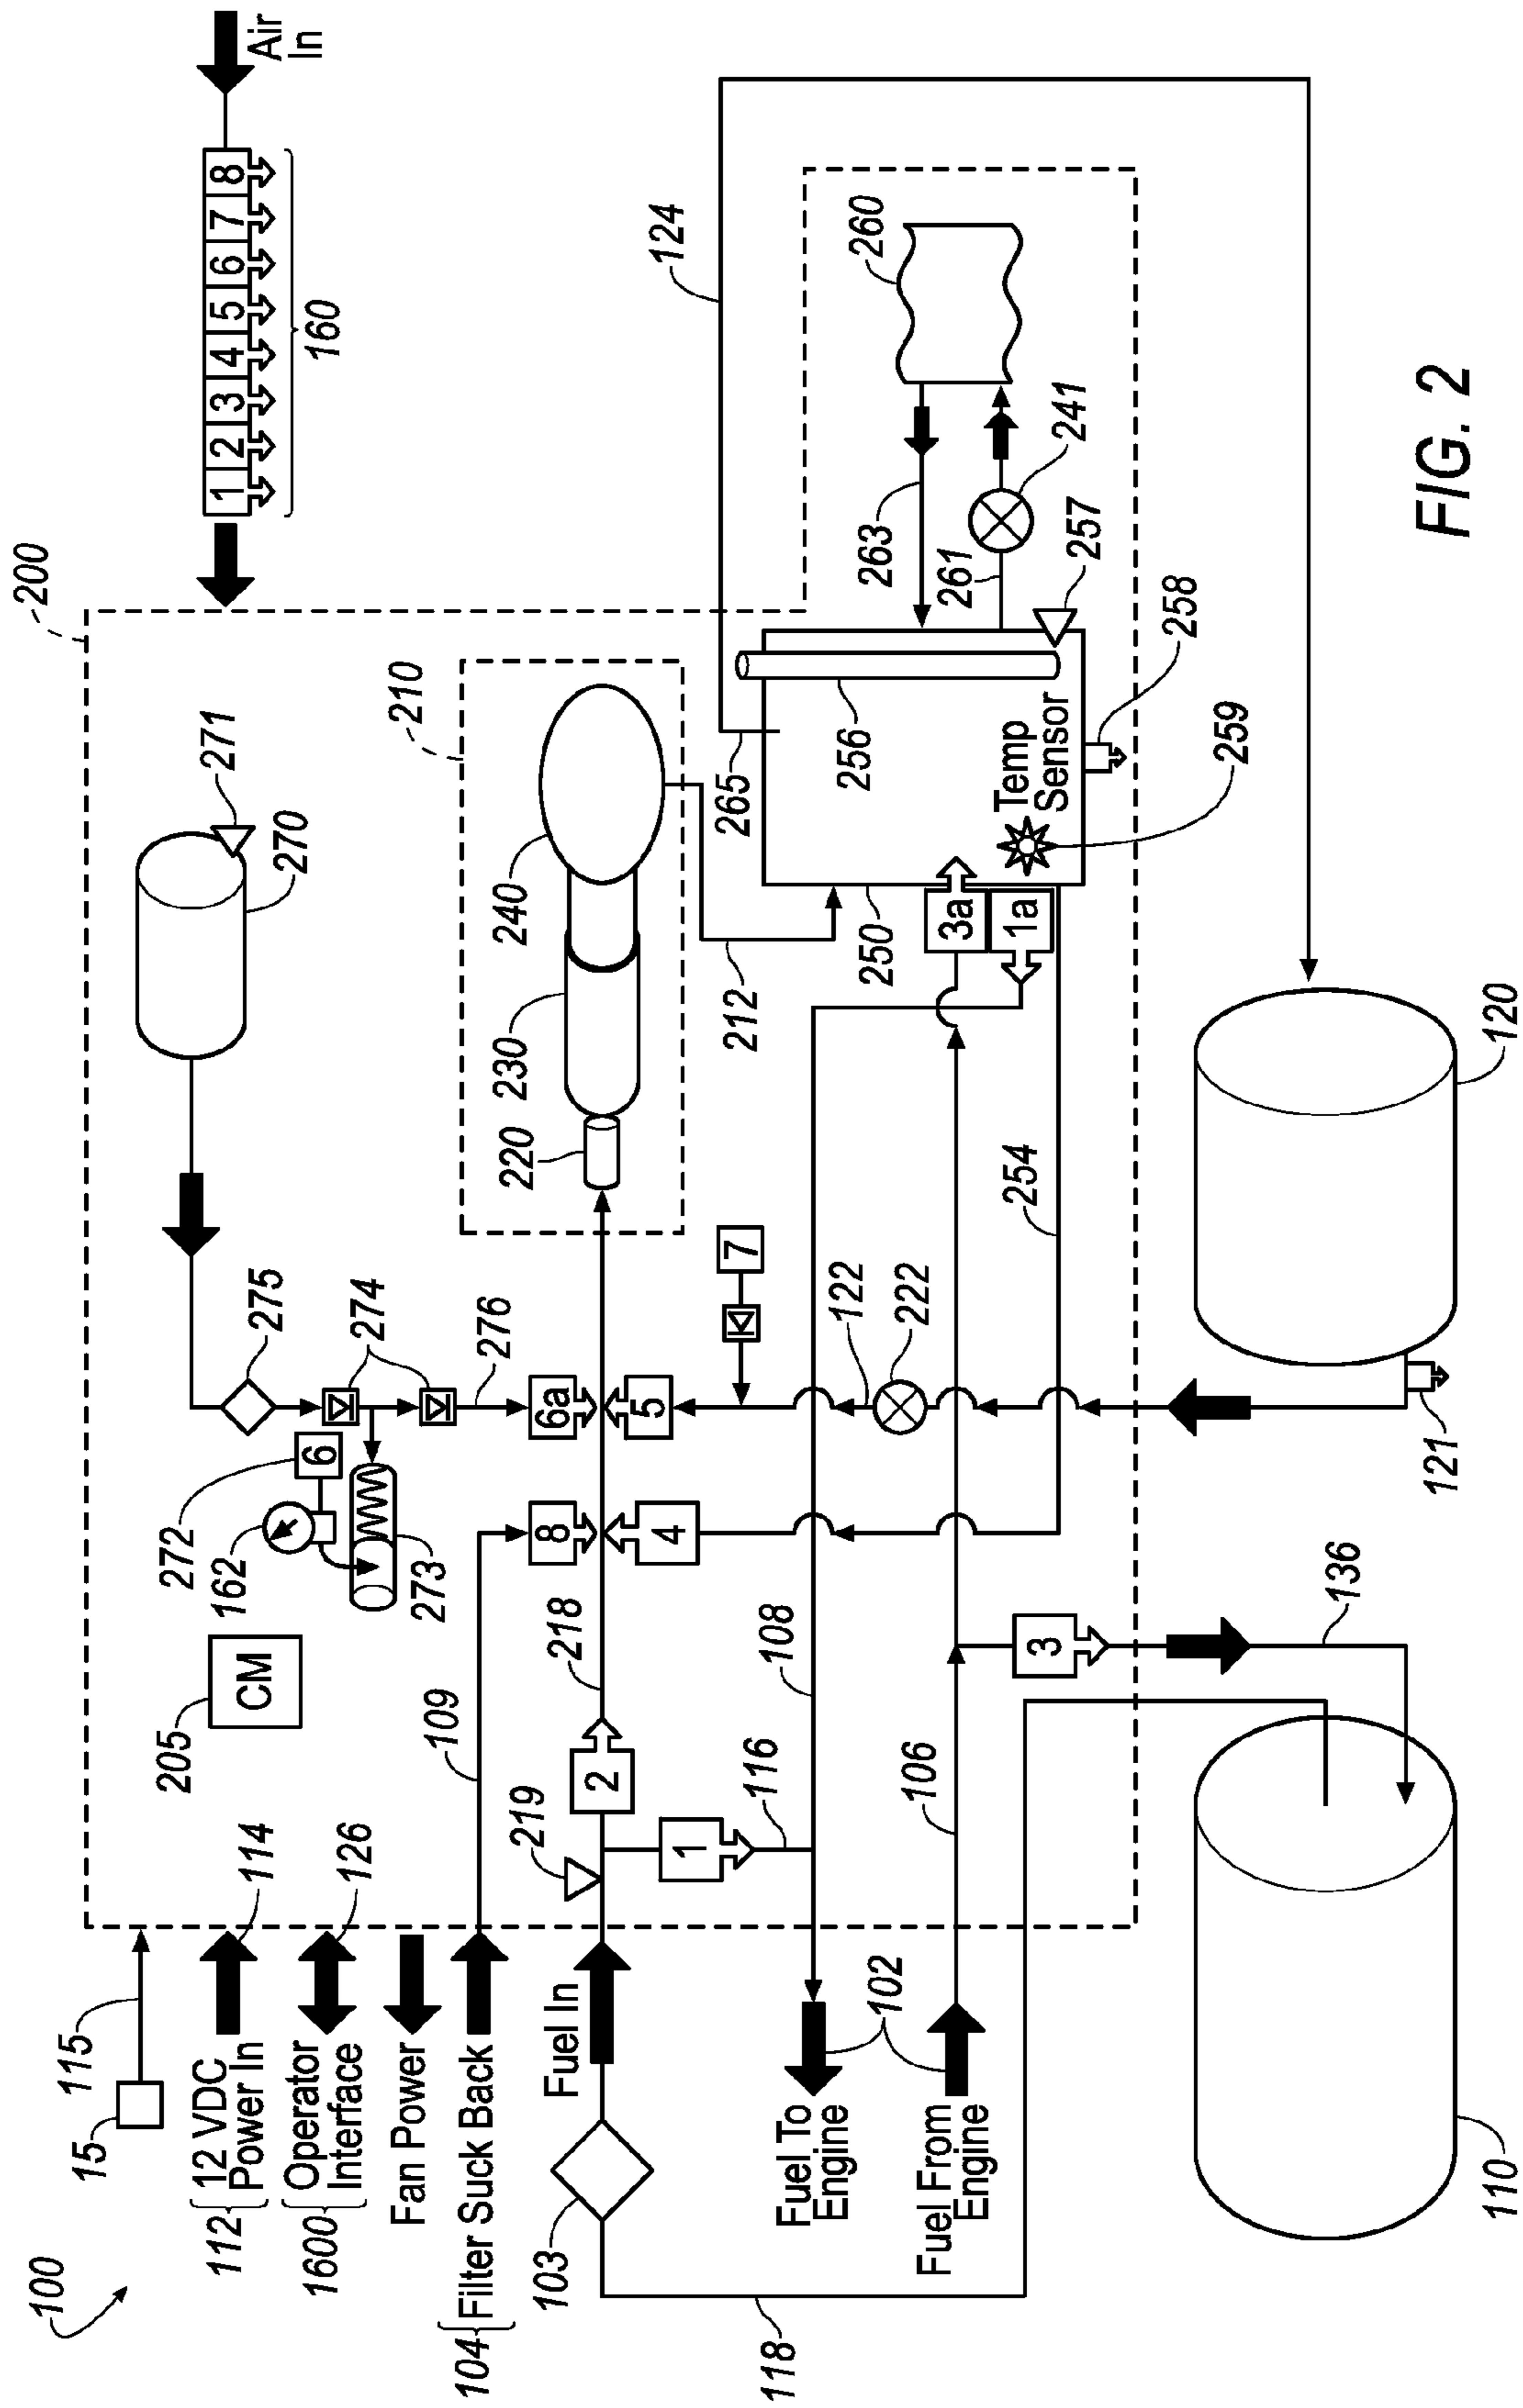 100
15
115
112
12 VDC
Power In
114
1600
Operator
Interface
126
Fan Power
104
Filter Suck Back
109
103
Fuel In
118
Fuel To
Engine
Fuel From
Engine
102
110
200
205
CM
272
162
6
273
275
274
276
270
271
219
2
218
1
116
108
106
3
136
8
4
6a
5
7
122
222
254
121
120
210
220
230
240
212
250
3a
1a
265
256
Temp
Sensor
259
258
257
263
261
241
260
124
1 2 3 4 5 6 7 8
160
Air
In
FIG. 2